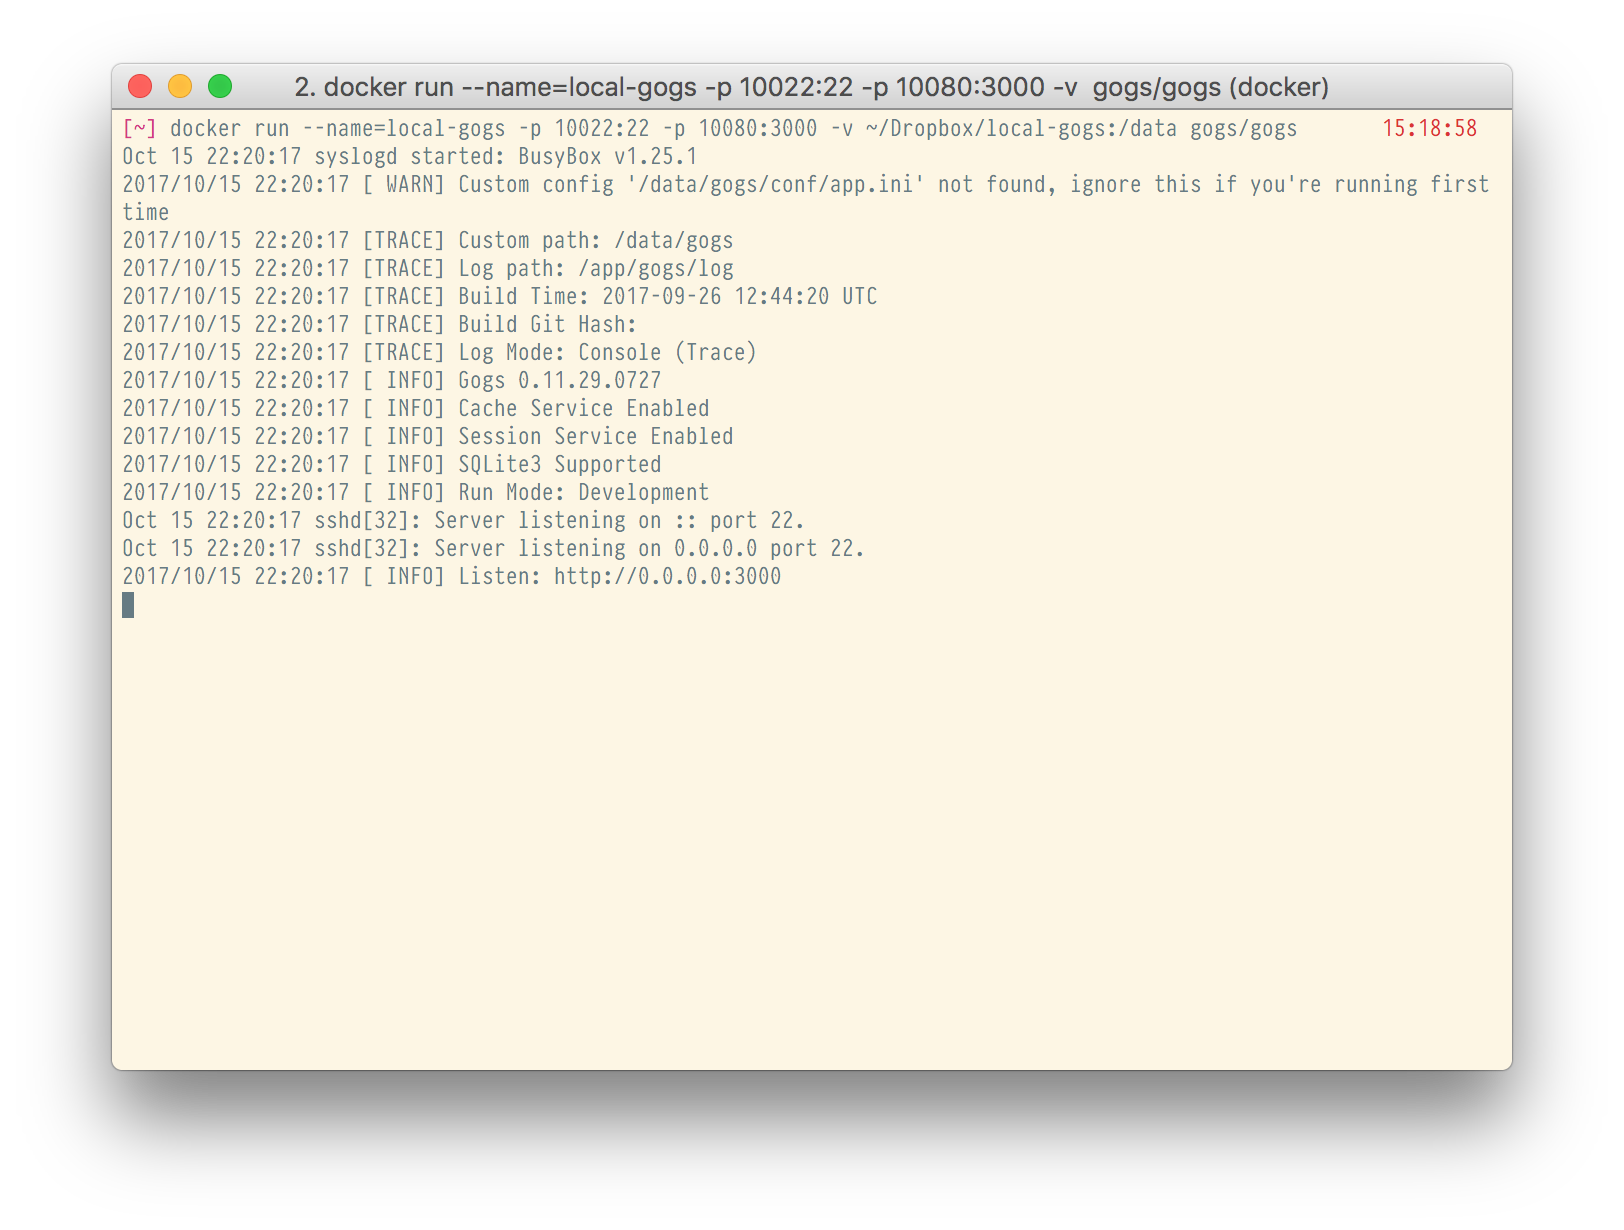 2. docker run --name=local-gogs -p 10022:22 -p 10080:3000 -v  gogs/gogs (docker)
[~] docker run --name=local-gogs -p 10022:22 -p 10080:3000 -v ~/Dropbox/local-gogs:/data gogs/gogs 15:18:58
Oct 15 22:20:17 syslogd started: BusyBox v1.25.1
2017/10/15 22:20:17 [ WARN] Custom config '/data/gogs/conf/app.ini' not found, ignore this if you're running first
time
2017/10/15 22:20:17 [TRACE] Custom path: /data/gogs
2017/10/15 22:20:17 [TRACE] Log path: /app/gogs/log
2017/10/15 22:20:17 [TRACE] Build Time: 2017-09-26 12:44:20 UTC
2017/10/15 22:20:17 [TRACE] Build Git Hash:
2017/10/15 22:20:17 [TRACE] Log Mode: Console (Trace)
2017/10/15 22:20:17 [ INFO] Gogs 0.11.29.0727
2017/10/15 22:20:17 [ INFO] Cache Service Enabled
2017/10/15 22:20:17 [ INFO] Session Service Enabled
2017/10/15 22:20:17 [ INFO] SQLite3 Supported
2017/10/15 22:20:17 [ INFO] Run Mode: Development
Oct 15 22:20:17 sshd[32]: Server listening on :: port 22.
Oct 15 22:20:17 sshd[32]: Server listening on 0.0.0.0 port 22.
2017/10/15 22:20:17 [ INFO] Listen: http://0.0.0.0:3000